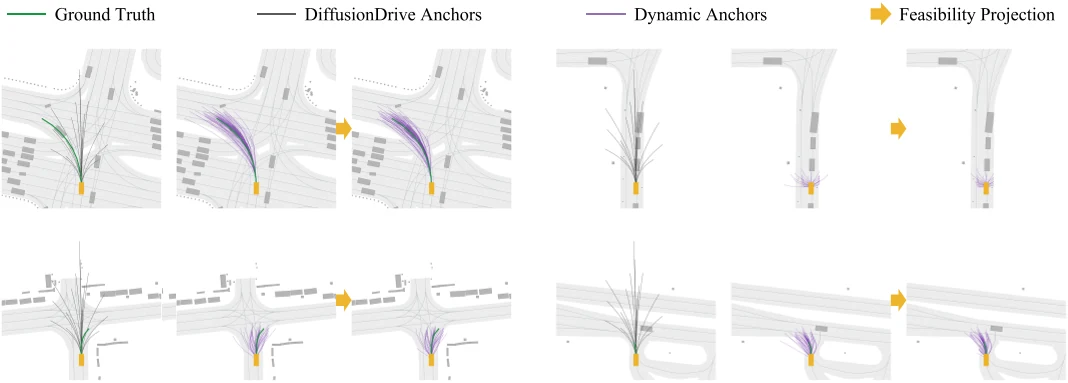 Ground Truth
DiffusionDrive Anchors
Dynamic Anchors
Feasibility Projection